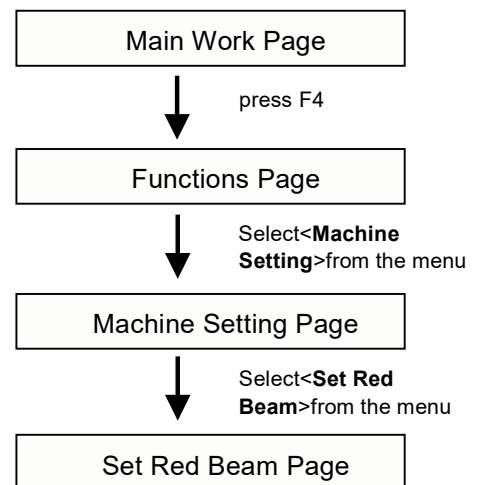 Main Work Page
press F4
Functions Page
Select<Machine
Setting>from the menu
Machine Setting Page
Select<Set Red
Beam>from the menu
Set Red Beam Page